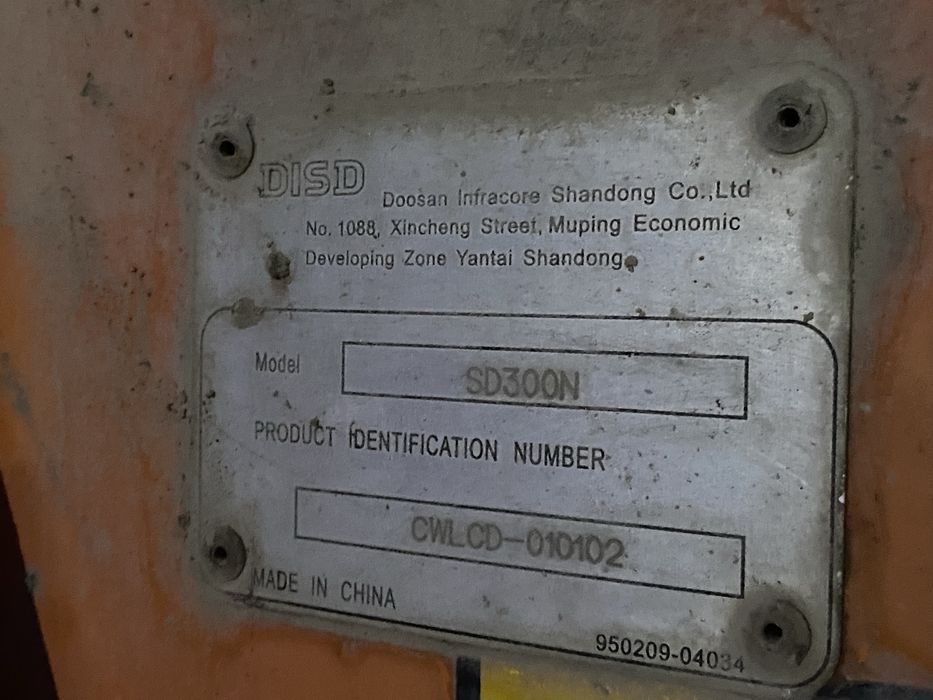 DISD
Doosan Infracore Shandong Co.,Ltd
No. 1088, Xincheng Street, Muping Economic
Developing Zone Yantai Shandong
Model SD300N
PRODUCT IDENTIFICATION NUMBER
CWLCD-010102
MADE IN CHINA
950209-04034